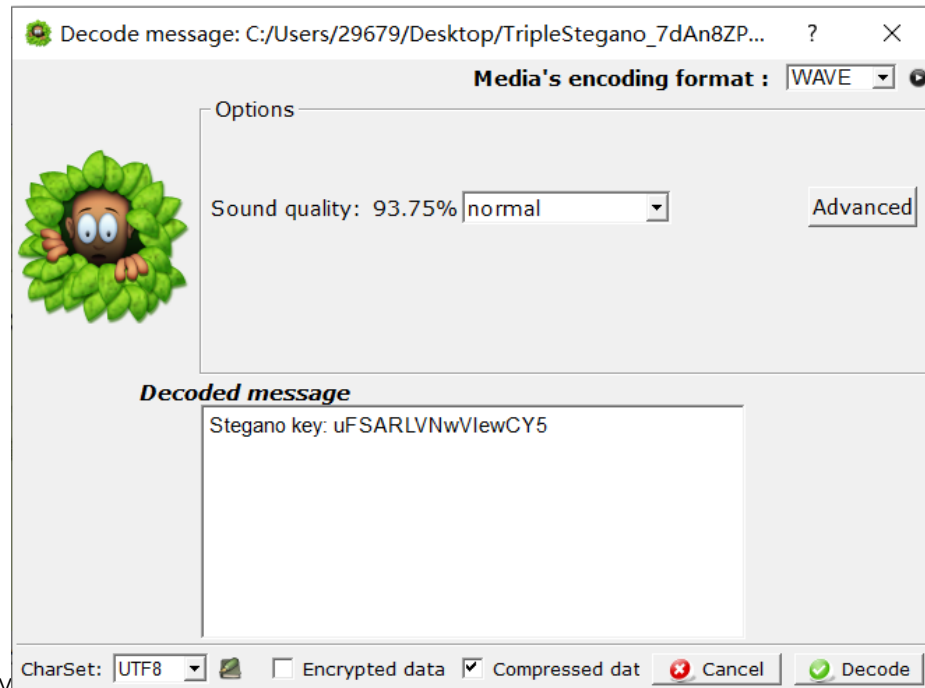 Decode message: C:/Users/29679/Desktop/TripleStegano_7dAn8ZP... ?
Media's encoding format : WAVE
Options
Sound quality: 93.75% normal Advanced
Decoded message
Stegano key: uFSARLVNwVIewCY5
CharSet: UTF8 Encrypted data Compressed dat Cancel Decode